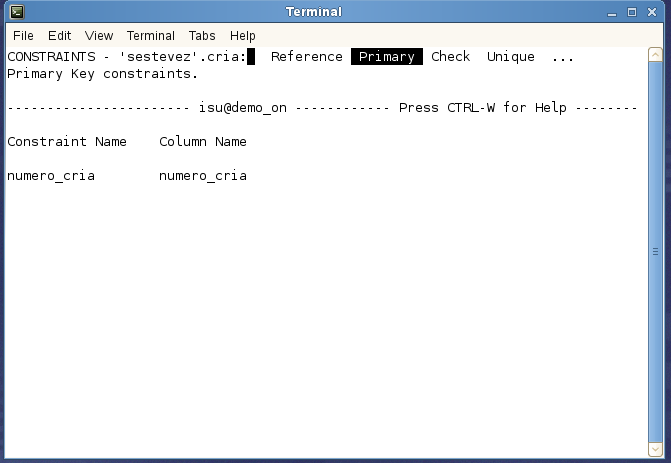 Terminal
File Edit View Terminal Tabs Help
CONSTRAINTS - 'sestevez'.cria: Reference Primary Check Unique ...
Primary Key constraints.
----------------------- isu@demo_on ------------ Press CTRL-W for Help --------
Constraint Name Column Name
numero_cria numero_cria